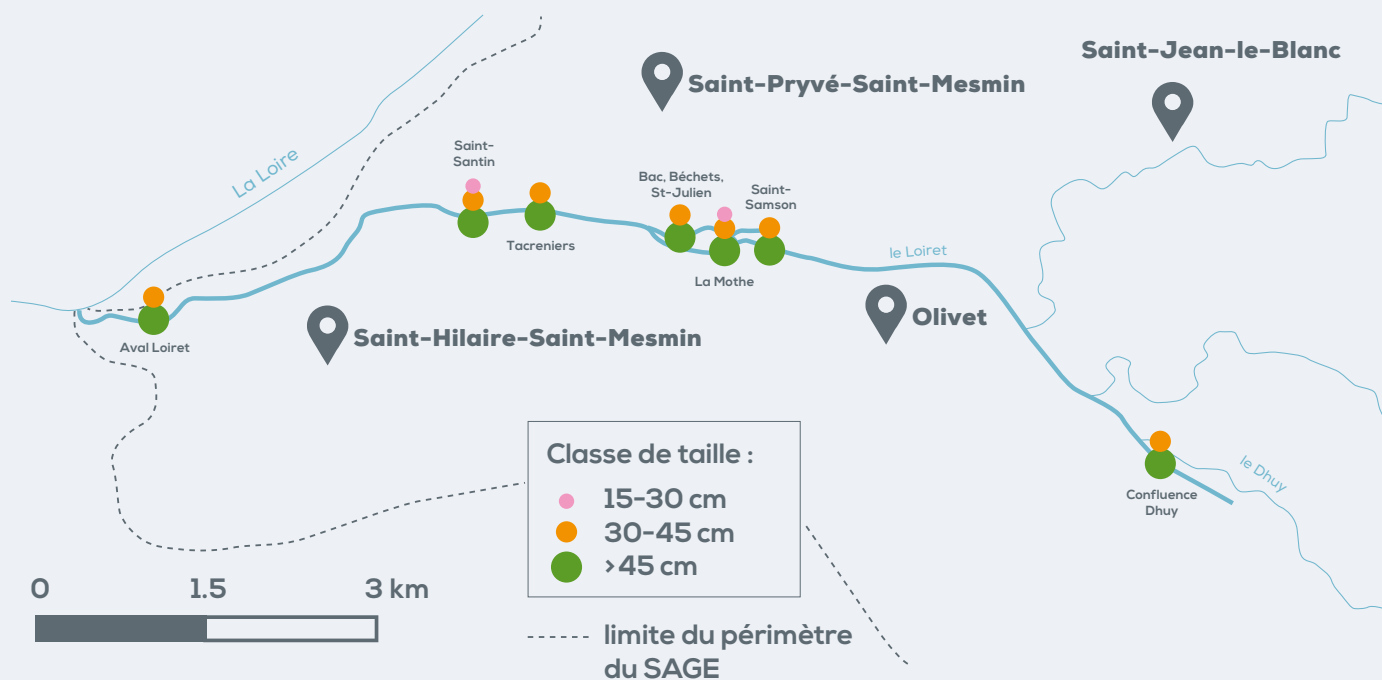 Saint-Jean-le-Blanc
Saint-Pryvé-Saint-Mesmin
La Loire
Saint-
Santin
Bac, Béchets,
St-Julien
Saint-
Samson
Tacreniers
La Mothe
le Loiret
Olivet
Aval Loiret
Saint-Hilaire-Saint-Mesmin
le Dhuy
Confluence
Dhuy
Classe de taille :
15-30 cm
30-45 cm
>45 cm
0 1.5 3 km
limite du périmètre
du SAGE